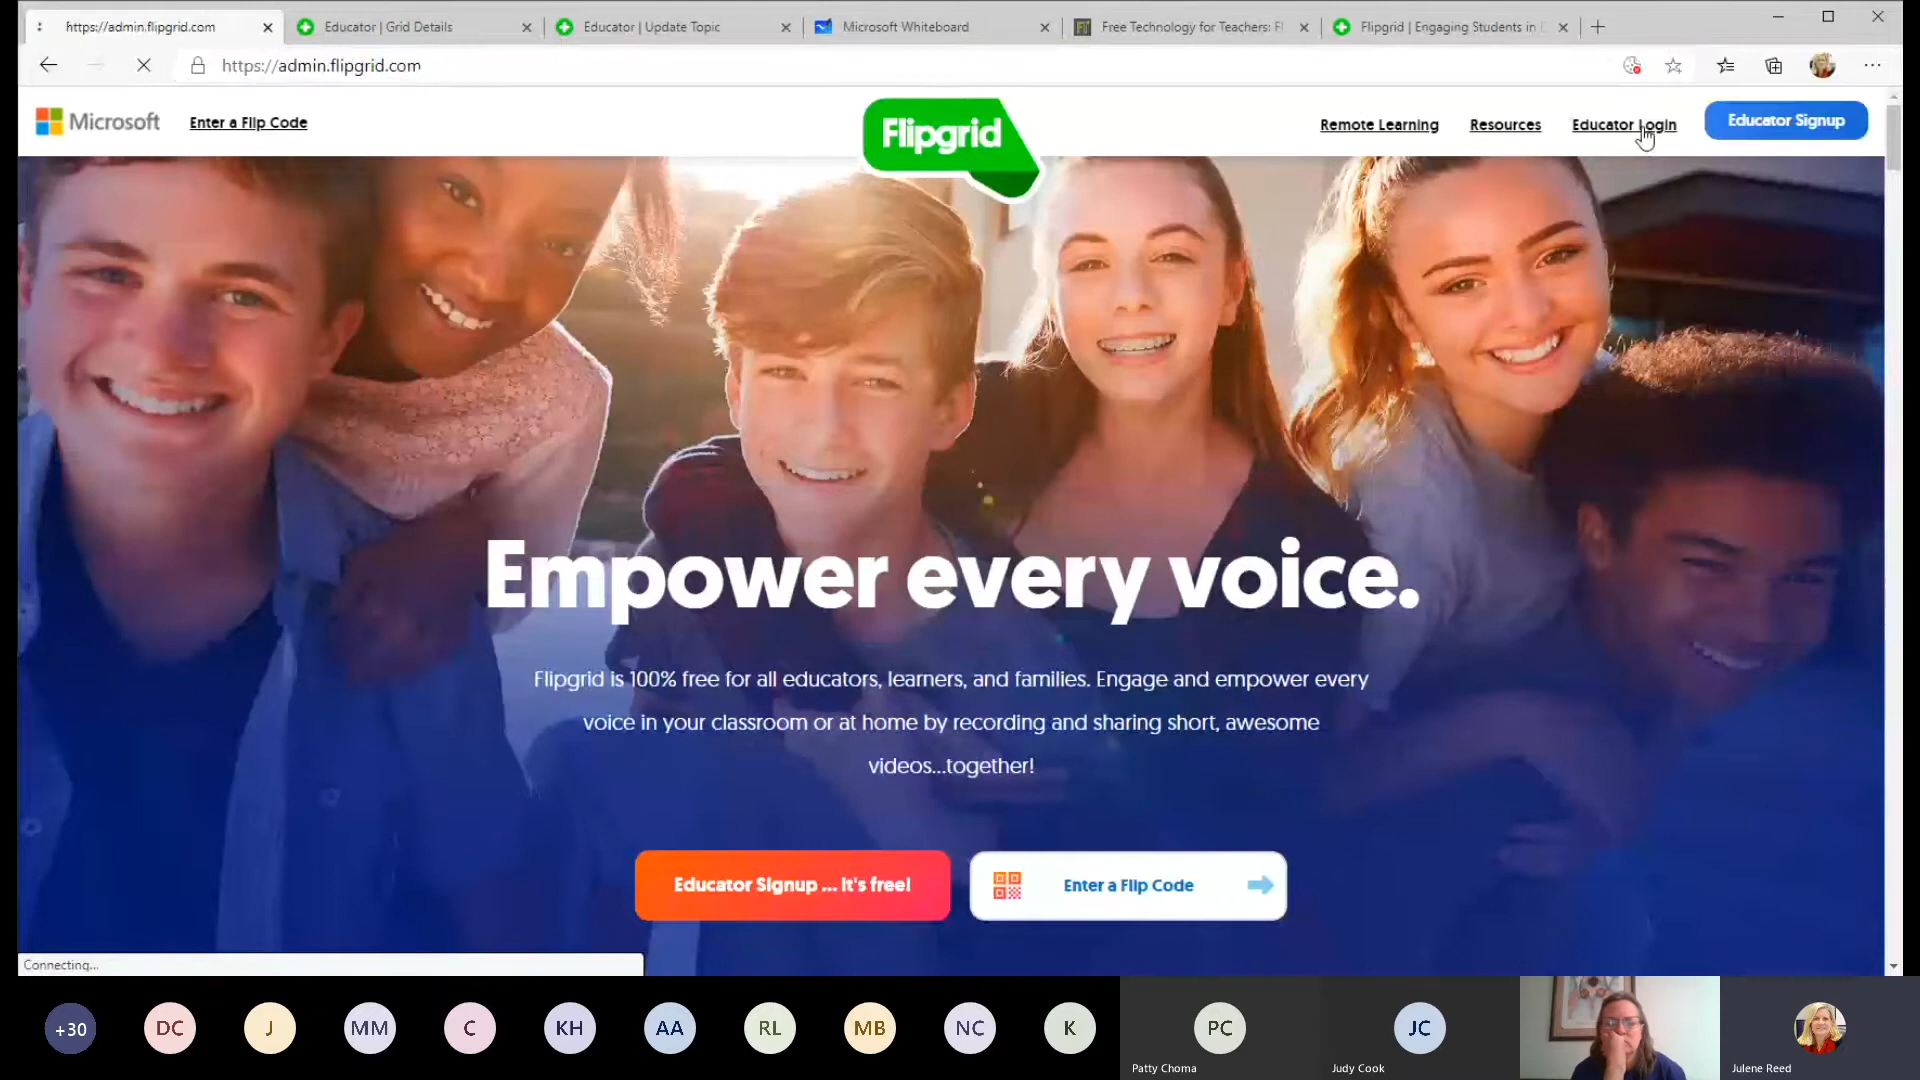 https://admin.flipgrid.com
Educator | Grid Details
Educator | Update Topic
Microsoft Whiteboard
Free Technology for Teachers: Fl
Flipgrid | Engaging Students in
https://admin.flipgrid.com
Microsoft
Enter a Flip Code
Flipgrid
Remote Learning
Resources
Educator Login
Educator Signup
Empower every voice.
Flipgrid is 100% free for all educators, learners, and families. Engage and empower every
voice in your classroom or at home by recording and sharing short, awesome
videos...together!
Educator Signup ... It's free!
Enter a Flip Code
Connecting...
+30
DC
J
MM
C
KH
AA
RL
MB
NC
K
PC
Patty Choma
JC
Judy Cook
Julene Reed